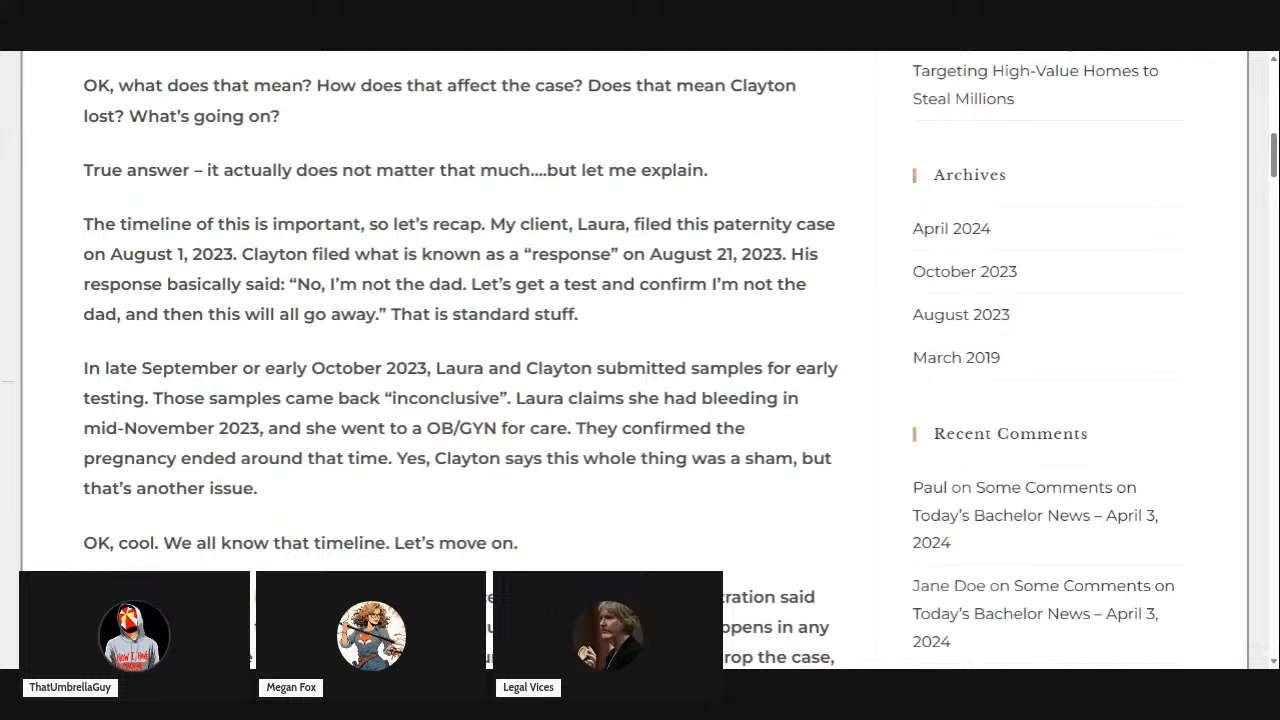 OK, what does that mean? How does that affect the case? Does that mean Clayton
lost? What’s going on?
True answer – it actually does not matter that much....but let me explain.
The timeline of this is important, so let’s recap. My client, Laura, filed this paternity case
on August 1, 2023. Clayton filed what is known as a “response” on August 21, 2023. His
response basically said: “No, I’m not the dad. Let’s get a test and confirm I’m not the
dad, and then this will all go away.” That is standard stuff.
In late September or early October 2023, Laura and Clayton submitted samples for early
testing. Those samples came back “inconclusive”. Laura claims she had bleeding in
mid-November 2023, and she went to a OB/GYN for care. They confirmed the
pregnancy ended around that time. Yes, Clayton says this whole thing was a sham, but
that’s another issue.
OK, cool. We all know that timeline. Let’s move on.
said
in any
the case,
Targeting High-Value Homes to
Steal Millions
Archives
April 2024
October 2023
August 2023
March 2019
Recent Comments
Paul on Some Comments on
Today’s Bachelor News – April 3,
2024
Jane Doe on Some Comments on
Today’s Bachelor News – April 3,
2024
ThatUmbrellaGuy
Megan Fox
Legal Vices